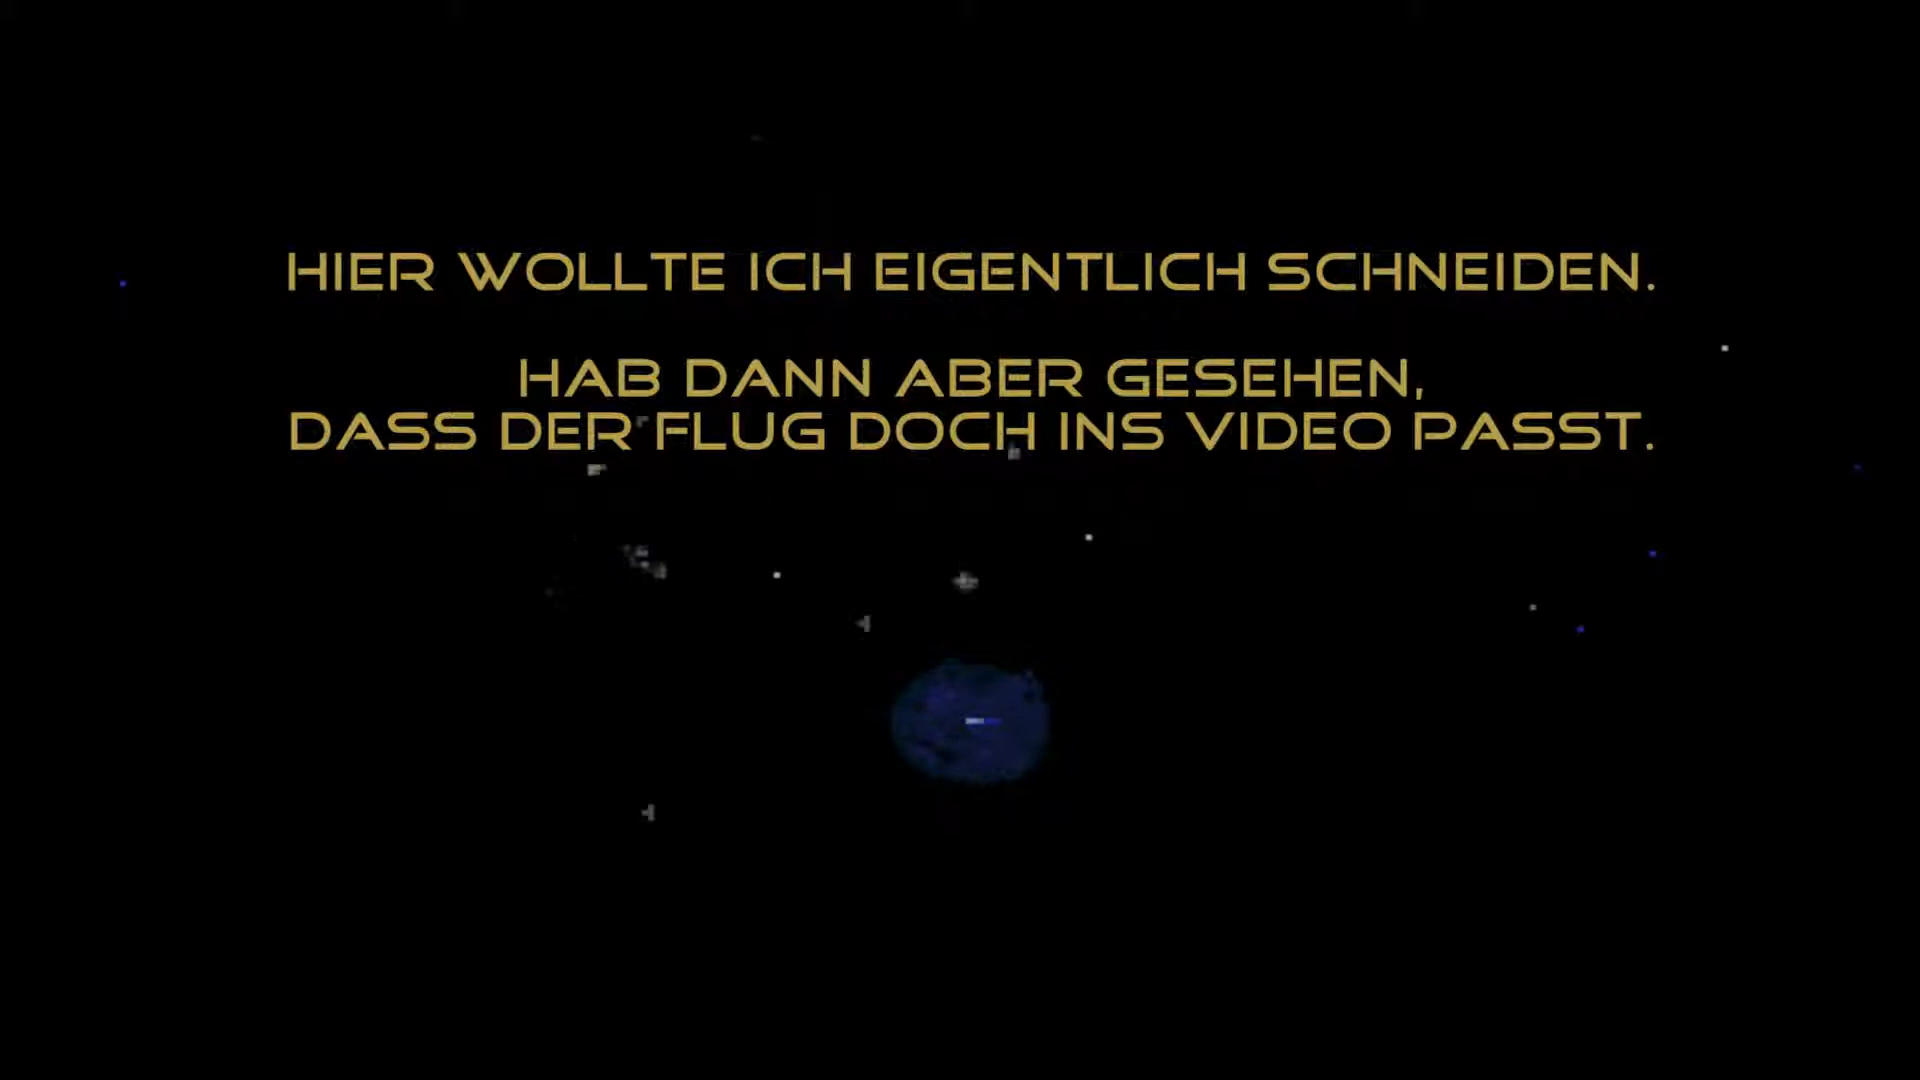 HIER WOLLTE ICH EIGENTLICH SCHNEIDEN.
HAB DANN ABER GESEHEN,
DASS DER FLUG DOCH INS VIDEO PASST.